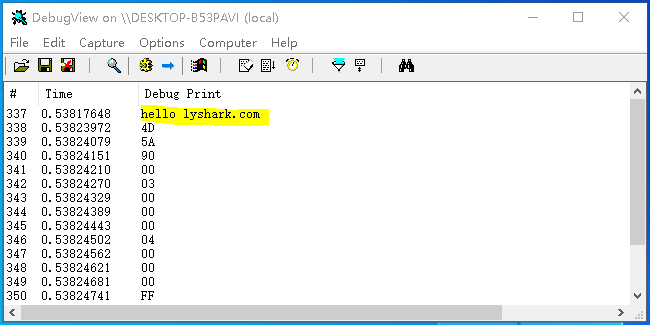 DebugView on \\DESKTOP-B53PAVI (local)
File Edit Capture Options Computer Help
# Time Debug Print
337 0.53817648 hello lyshark.com
338 0.53823972 4D
339 0.53824079 5A
340 0.53824151 90
341 0.53824210 00
342 0.53824270 03
343 0.53824329 00
344 0.53824389 00
345 0.53824443 00
346 0.53824502 04
347 0.53824562 00
348 0.53824621 00
349 0.53824681 00
350 0.53824741 FF